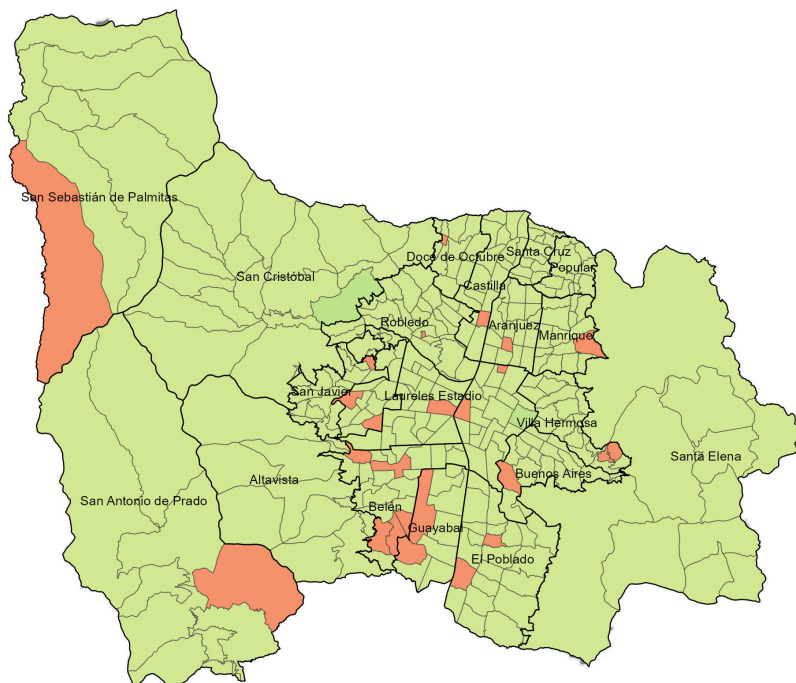 San Sebastián de Palmitas
San Cristóbal
Doce de Octubre
Santa Cruz
Popular
Castilla
Robledo
Aranjuez
Manrique
San Javier
Laureles Estadio
Villa Hermosa
Santa Elena
Buenos Aires
Altavista
San Antonio de Prado
Belén
Guayabal
El Poblado